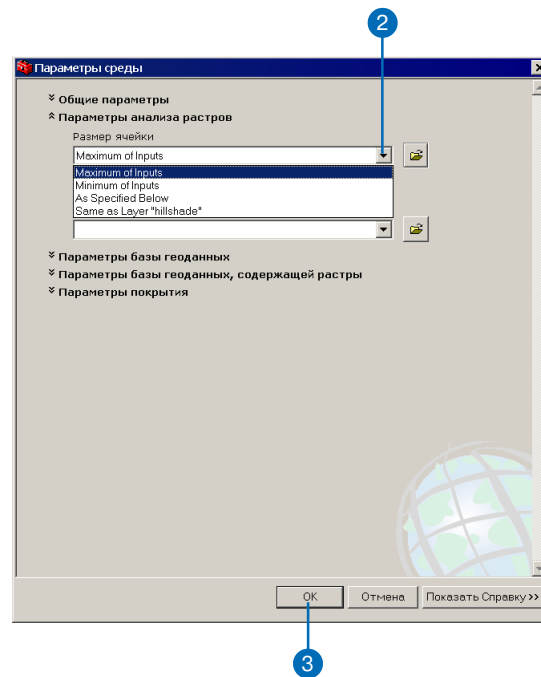 2
Параметры среды
Общие параметры
Параметры анализа растров
Размер ячейки
Maximum of Inputs
Maximum of Inputs
Minimum of Inputs
As Specified Below
Same as Layer "hillshade"
Параметры базы геоданных
Параметры базы геоданных, содержащей растры
Параметры покрытия
OK Отмена Показать Справку >>
3